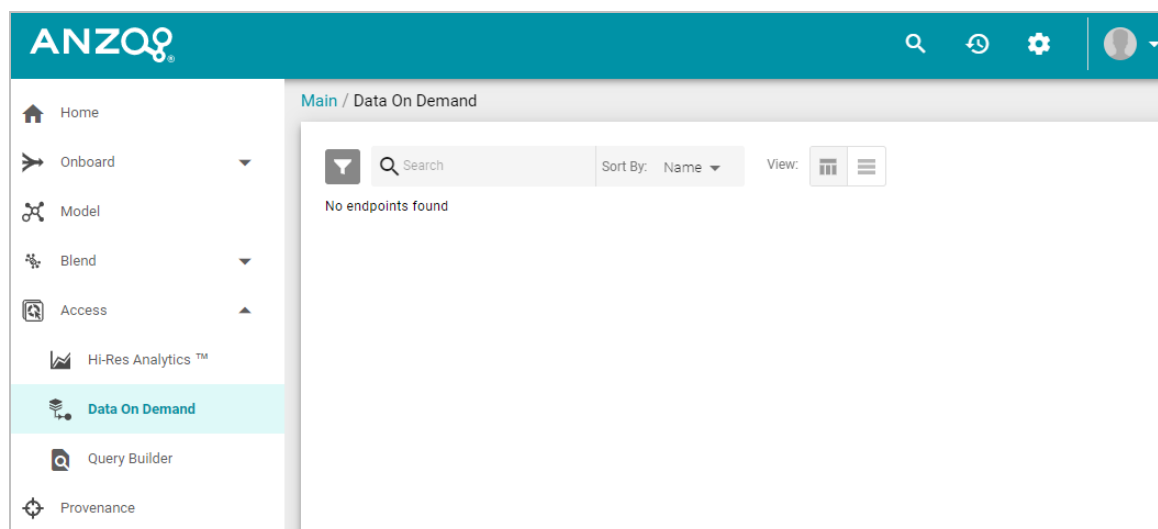 ANZO®
Home
Onboard
Model
Blend
Access
Hi-Res Analytics ™
Data On Demand
Query Builder
Provenance
Main / Data On Demand
Search Sort By: Name View:
No endpoints found